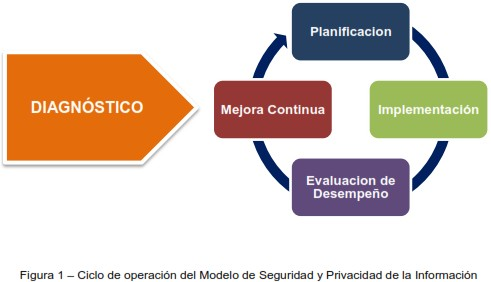 Planificacion
DIAGNÓSTICO
Mejora Continua
Implementación
Evaluacion de
Desempeño
Figura 1 – Ciclo de operación del Modelo de Seguridad y Privacidad de la Información